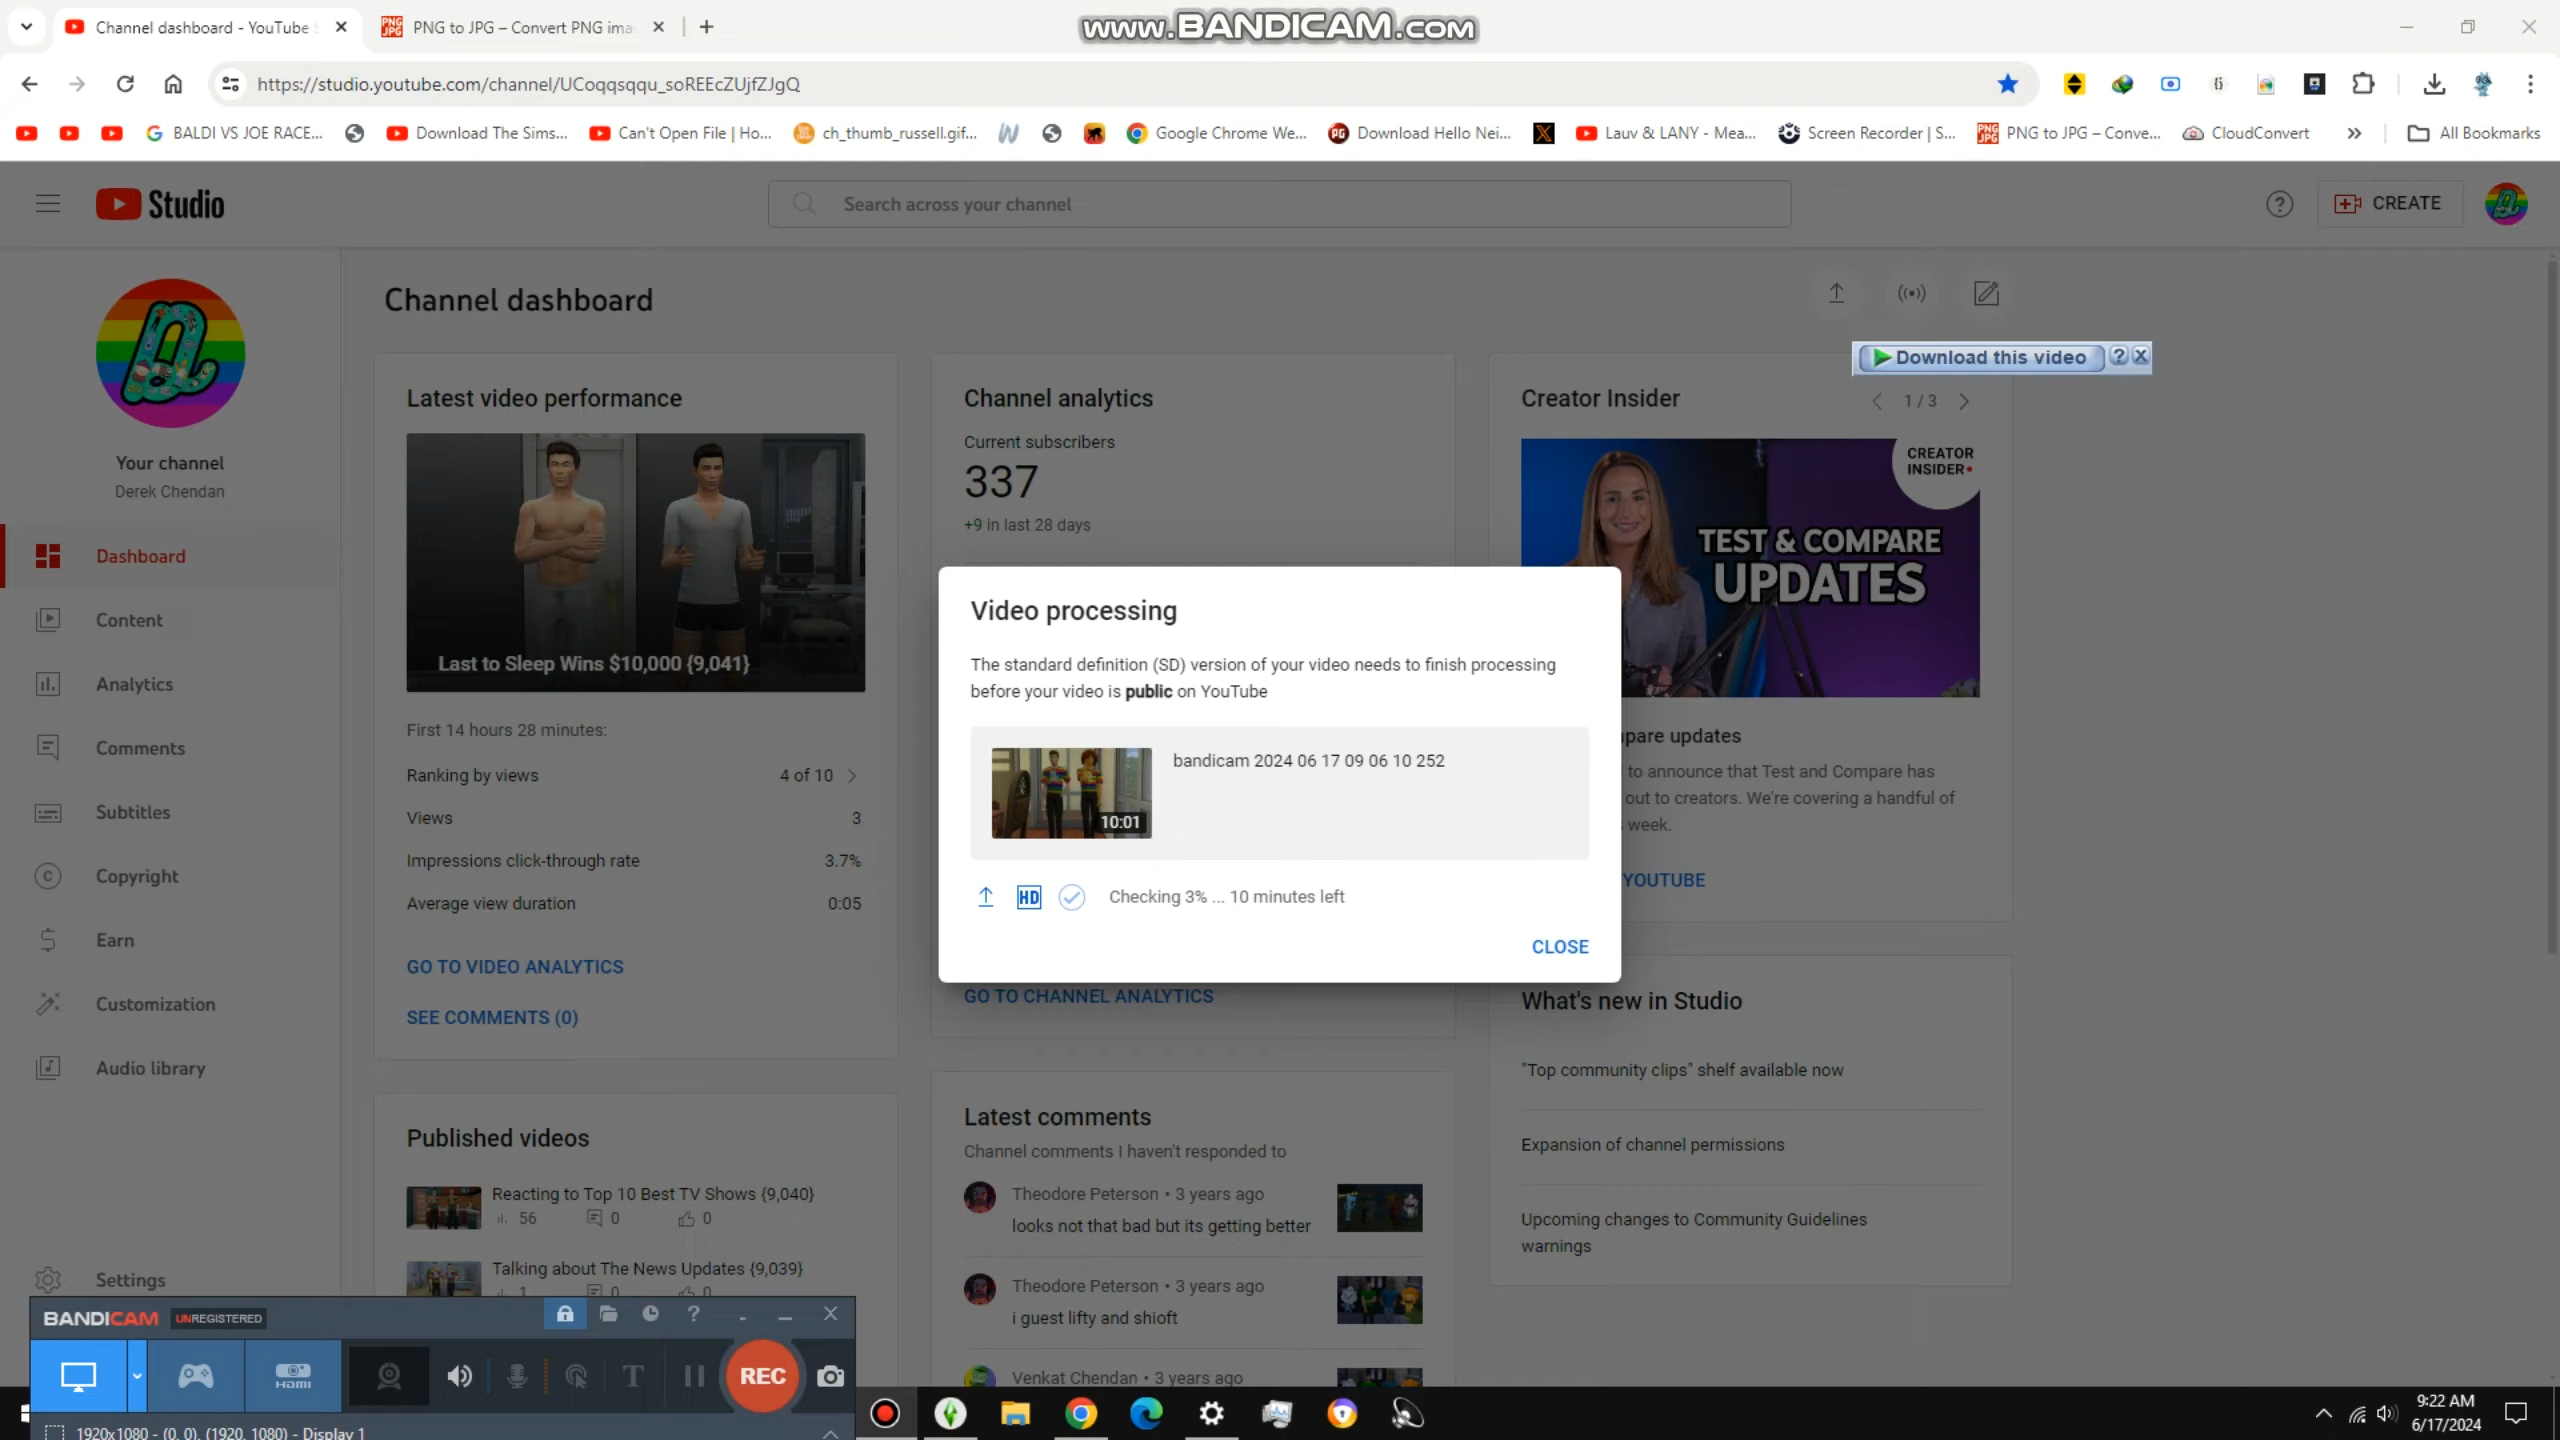 Channel dashboard - YouTube S
PNG to JPG – Convert PNG ima
www.BANDICAM.com
https://studio.youtube.com/channel/UCoqqsqqu_soREEcZUjfZJgQ
BALDI VS JOE RACE...
Download The Sims...
Can't Open File | Ho...
ch_thumb_russell.gif...
Google Chrome We...
Download Hello Nei...
Lauv & LANY - Mea...
Screen Recorder | S...
PNG to JPG – Conve...
CloudConvert
All Bookmarks
Studio
Search across your channel
CREATE
Your channel
Derek Chendan
Dashboard
Content
Analytics
Comments
Subtitles
Copyright
Earn
Customization
Audio library
Settings
Channel dashboard
Download this video
Latest video performance
Last to Sleep Wins $10,000 {9,041}
First 14 hours 28 minutes:
Ranking by views 4 of 10
Views 3
Impressions click-through rate 3.7%
Average view duration 0:05
GO TO VIDEO ANALYTICS
SEE COMMENTS (0)
Published videos
Reacting to Top 10 Best TV Shows {9,040}
56 0 0
Talking about The News Updates {9,039}
1 0 0
Channel analytics
Current subscribers
337
+9 in last 28 days
GO TO CHANNEL ANALYTICS
Video processing
The standard definition (SD) version of your video needs to finish processing
before your video is public on YouTube
bandicam 2024 06 17 09 06 10 252
10:01
HD
Checking 3% ... 10 minutes left
CLOSE
Latest comments
Channel comments I haven't responded to
Theodore Peterson • 3 years ago
looks not that bad but its getting better
Theodore Peterson • 3 years ago
i guest lifty and shioft
Venkat Chendan • 3 years ago
Creator Insider
1 / 3
CREATOR
INSIDER
TEST & COMPARE
UPDATES
pare updates
to announce that Test and Compare has
out to creators. We're covering a handful of
week.
YOUTUBE
What's new in Studio
"Top community clips" shelf available now
Expansion of channel permissions
Upcoming changes to Community Guidelines
warnings
BANDICAM UNREGISTERED
HDMI
REC
1920x1080 - (0, 0), (1920, 1080) - Display 1
9:22 AM
6/17/2024